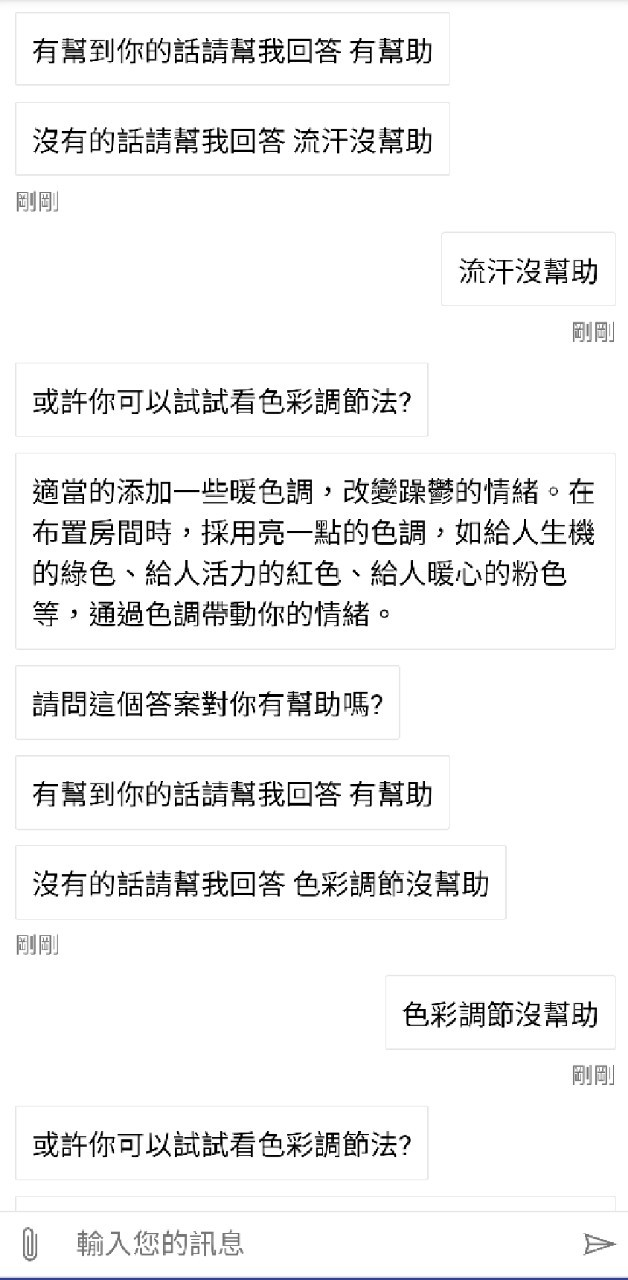 有幫到你的話請幫我回答 有幫助
沒有的話請幫我回答 流汗沒幫助
剛剛
流汗沒幫助
剛剛
或許你可以試試看色彩調節法?
適當的添加一些暖色調，改變躁鬱的情緒。在
布置房間時，採用亮一點的色調，如給人生機
的綠色、給人活力的紅色、給人暖心的粉色
等，通過色調帶動你的情緒。
請問這個答案對你有幫助嗎?
有幫到你的話請幫我回答 有幫助
沒有的話請幫我回答 色彩調節沒幫助
剛剛
色彩調節沒幫助
剛剛
或許你可以試試看色彩調節法?
輸入您的訊息